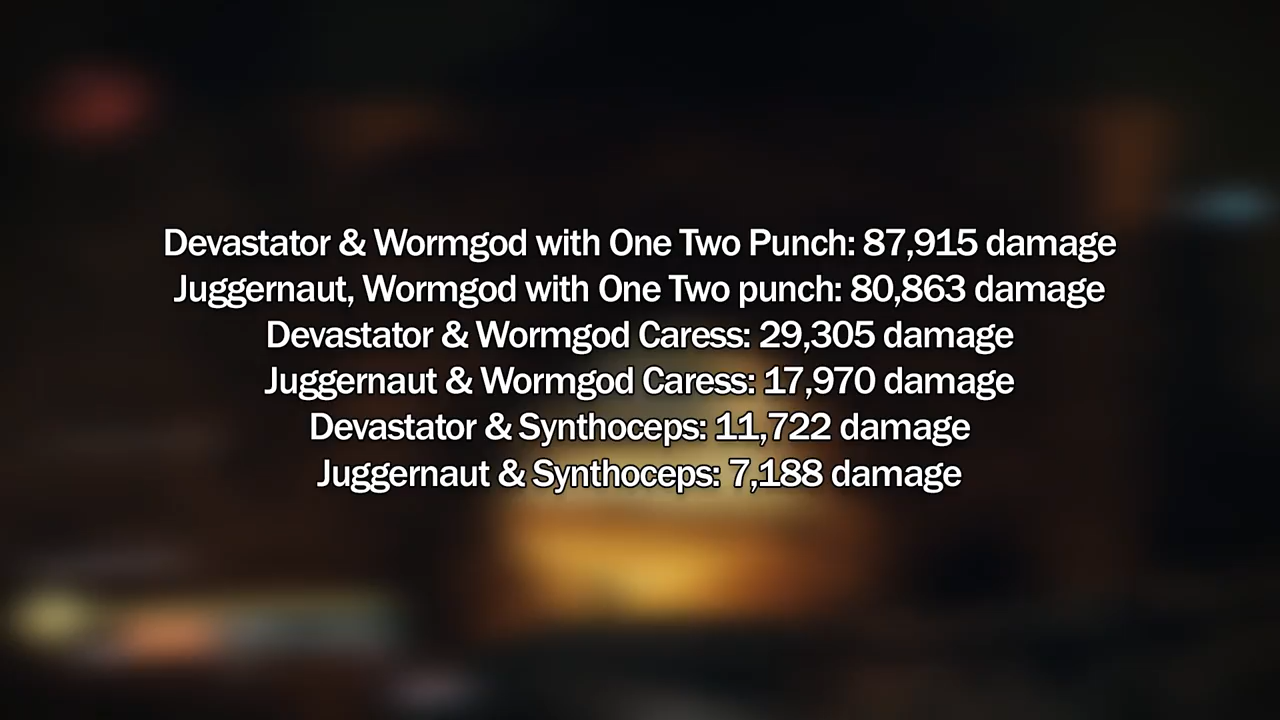 Devastator & Wormgod with One Two Punch: 87,915 damage
Juggernaut, Wormgod with One Two punch: 80,863 damage
Devastator & Wormgod Caress: 29,305 damage
Juggernaut & Wormgod Caress: 17,970 damage
Devastator & Synthoceps: 11,722 damage
Juggernaut & Synthoceps: 7,188 damage